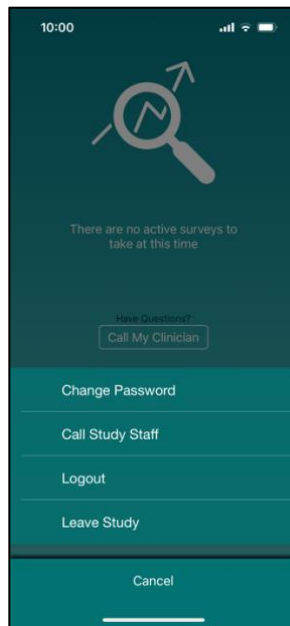 10:00
There are no active surveys to
take at this time
Have Questions?
Call My Clinician
Change Password
Call Study Staff
Logout
Leave Study
Cancel